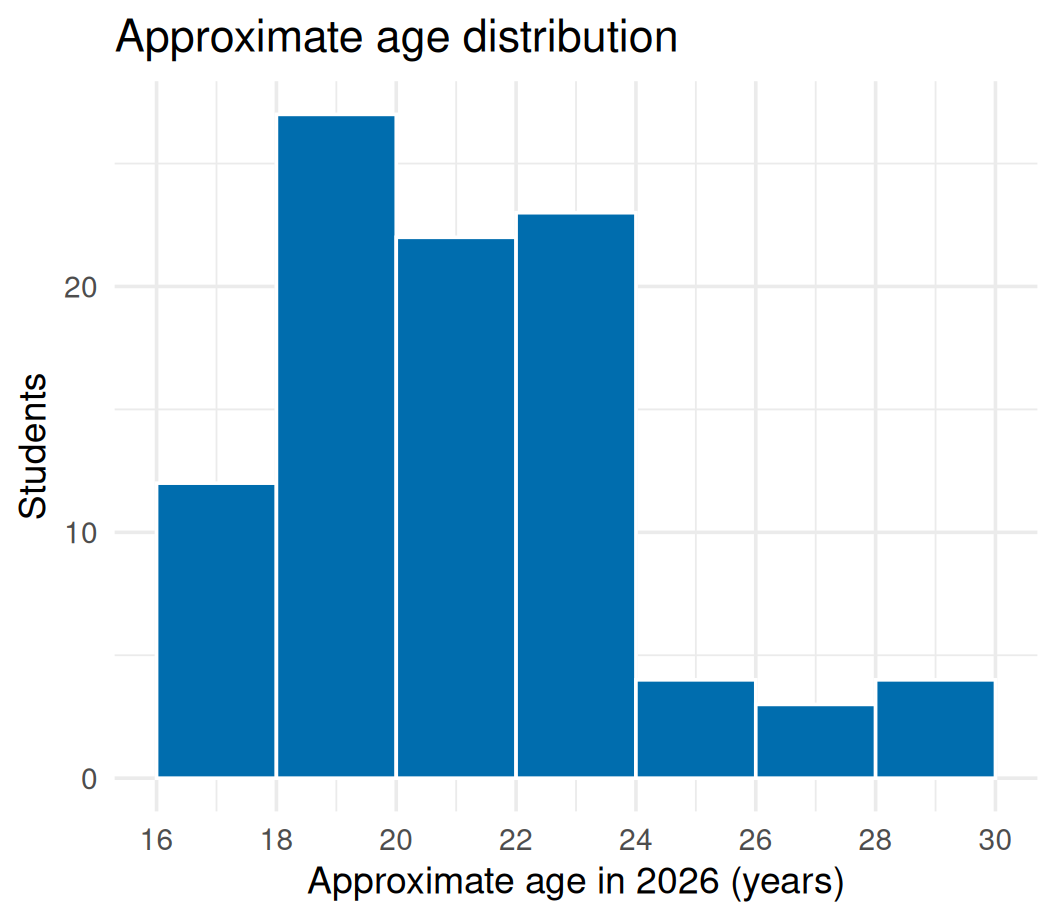 Approximate age distribution
Students
20
10
0
16 18 20 22 24 26 28 30
Approximate age in 2026 (years)